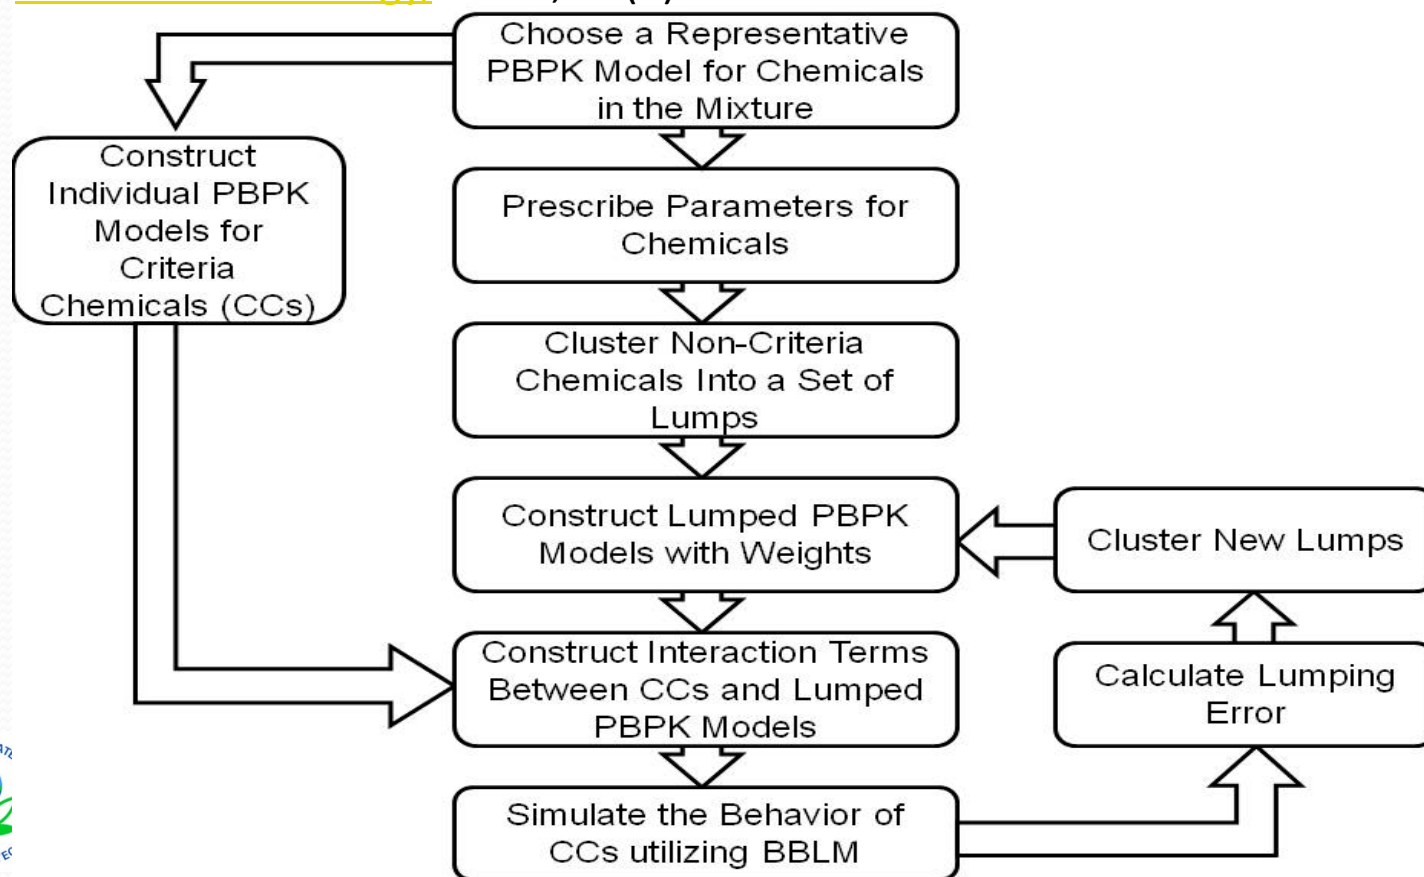 Choose a Representative
PBPK Model for Chemicals
in the Mixture
Construct
Individual PBPK
Models for
Criteria
Chemicals (CCs)
Prescribe Parameters for
Chemicals
Cluster Non-Criteria
Chemicals Into a Set of
Lumps
Construct Lumped PBPK
Models with Weights
Cluster New Lumps
Construct Interaction Terms
Between CCs and Lumped
PBPK Models
Calculate Lumping
Error
Simulate the Behavior of
CCs utilizing BBLM